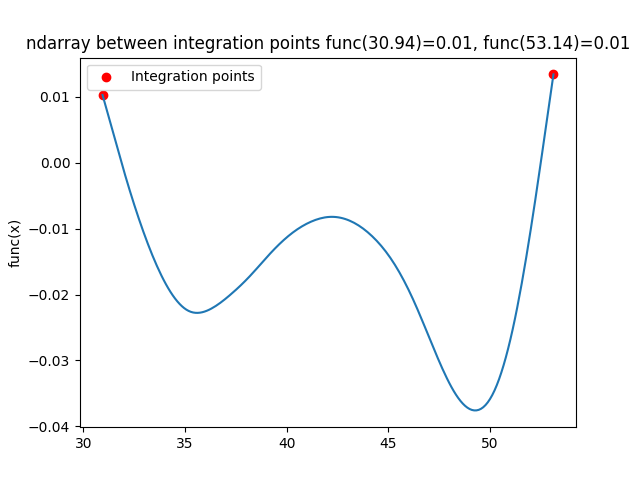 ndarray between integration points func(30.94)=0.01, func(53.14)=0.01
Integration points
func(x)
0.01
0.00
−0.01
−0.02
−0.03
−0.04
30 35 40 45 50